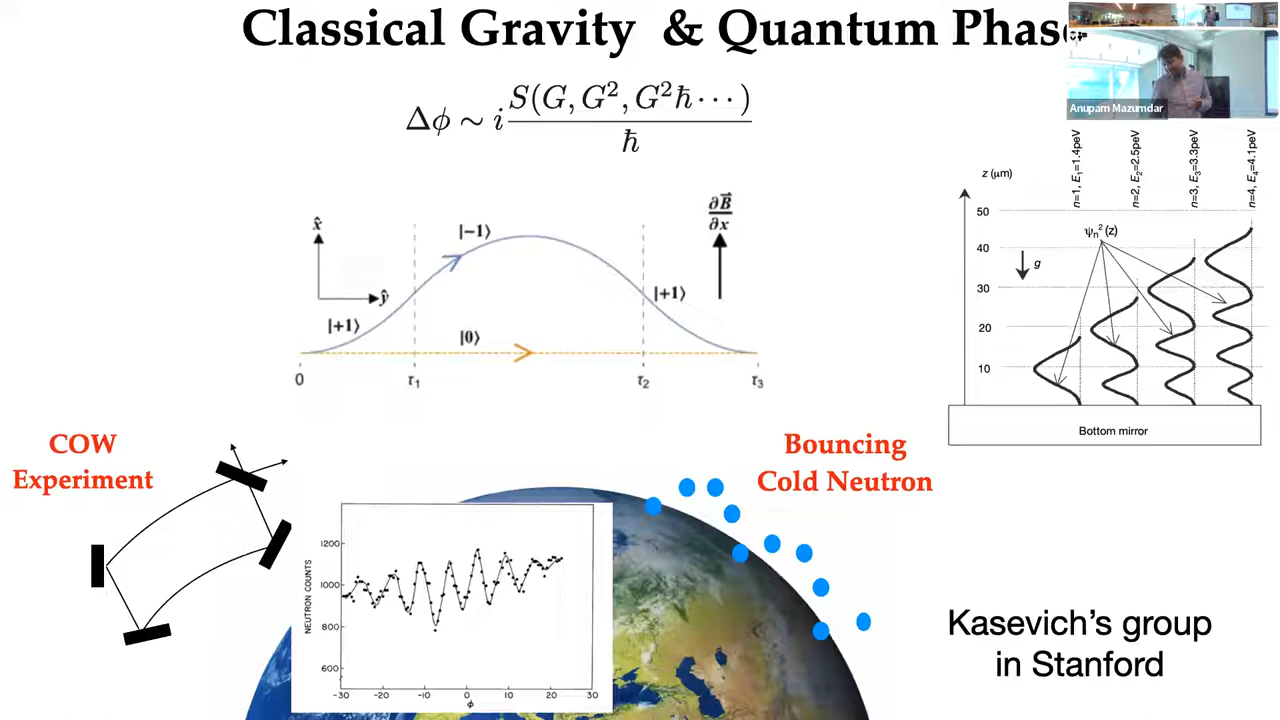 Classical Gravity & Quantum Phase
Δϕ ∼ i S(G, G², G²ħ⋯) / ħ
Anupam Mazumdar
x̂
ŷ
|+1⟩
|−1⟩
|0⟩
|+1⟩
∂B⃗
∂x
0
τ₁
τ₂
τ₃
z (μm)
n=1, E₁=1.4peV
n=2, E₂=2.5peV
n=3, E₃=3.3peV
n=4, E₄=4.1peV
50
40
30
20
10
ψₙ²(z)
g
Bottom mirror
COW
Experiment
Bouncing
Cold Neutron
NEUTRON COUNTS
1200
1000
800
600
-30
-20
-10
0
10
20
30
ϕ
Kasevich’s group
in Stanford